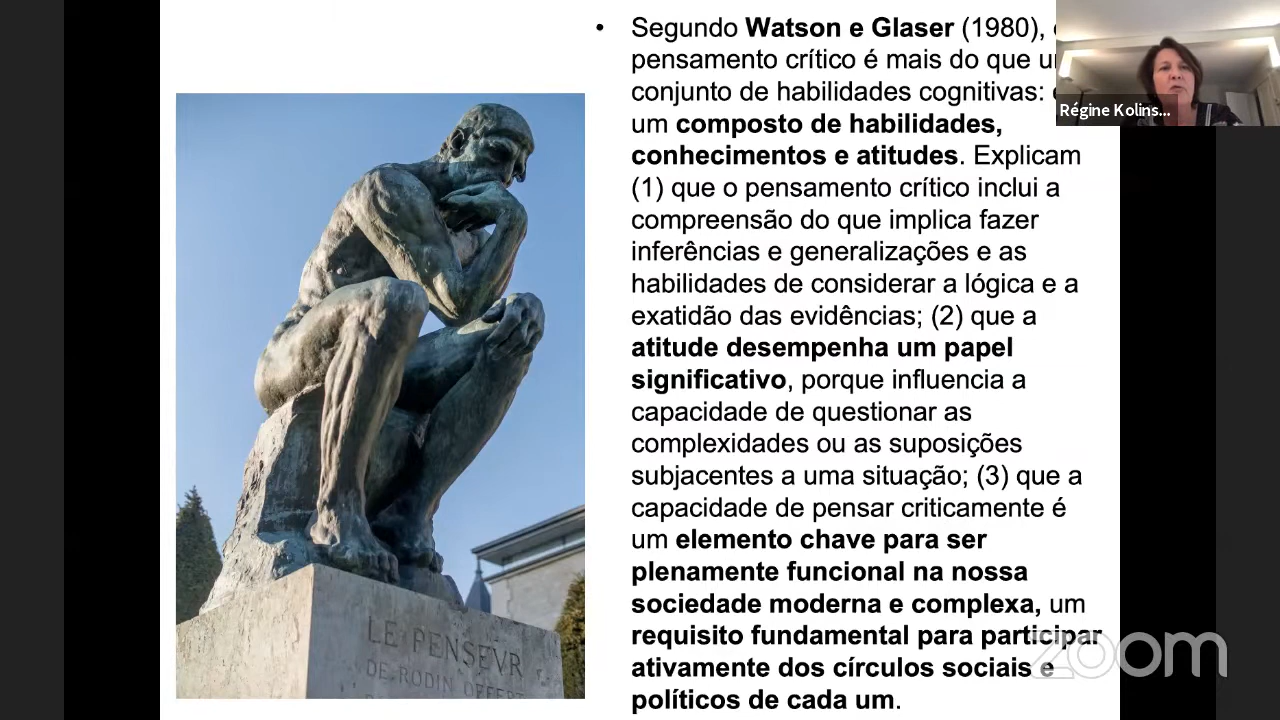 • Segundo Watson e Glaser (1980),
pensamento crítico é mais do que
conjunto de habilidades cognitivas:
um composto de habilidades,
conhecimentos e atitudes. Explicam
(1) que o pensamento crítico inclui a
compreensão do que implica fazer
inferências e generalizações e as
habilidades de considerar a lógica e a
exatidão das evidências; (2) que a
atitude desempenha um papel
significativo, porque influencia a
capacidade de questionar as
complexidades ou as suposições
subjacentes a uma situação; (3) que a
capacidade de pensar criticamente é
um elemento chave para ser
plenamente funcional na nossa
sociedade moderna e complexa, um
requisito fundamental para participar
ativamente dos círculos sociais e
políticos de cada um.
Régine Kolins...
LE PENSEVR
DE RODIN OFFERT
zoom